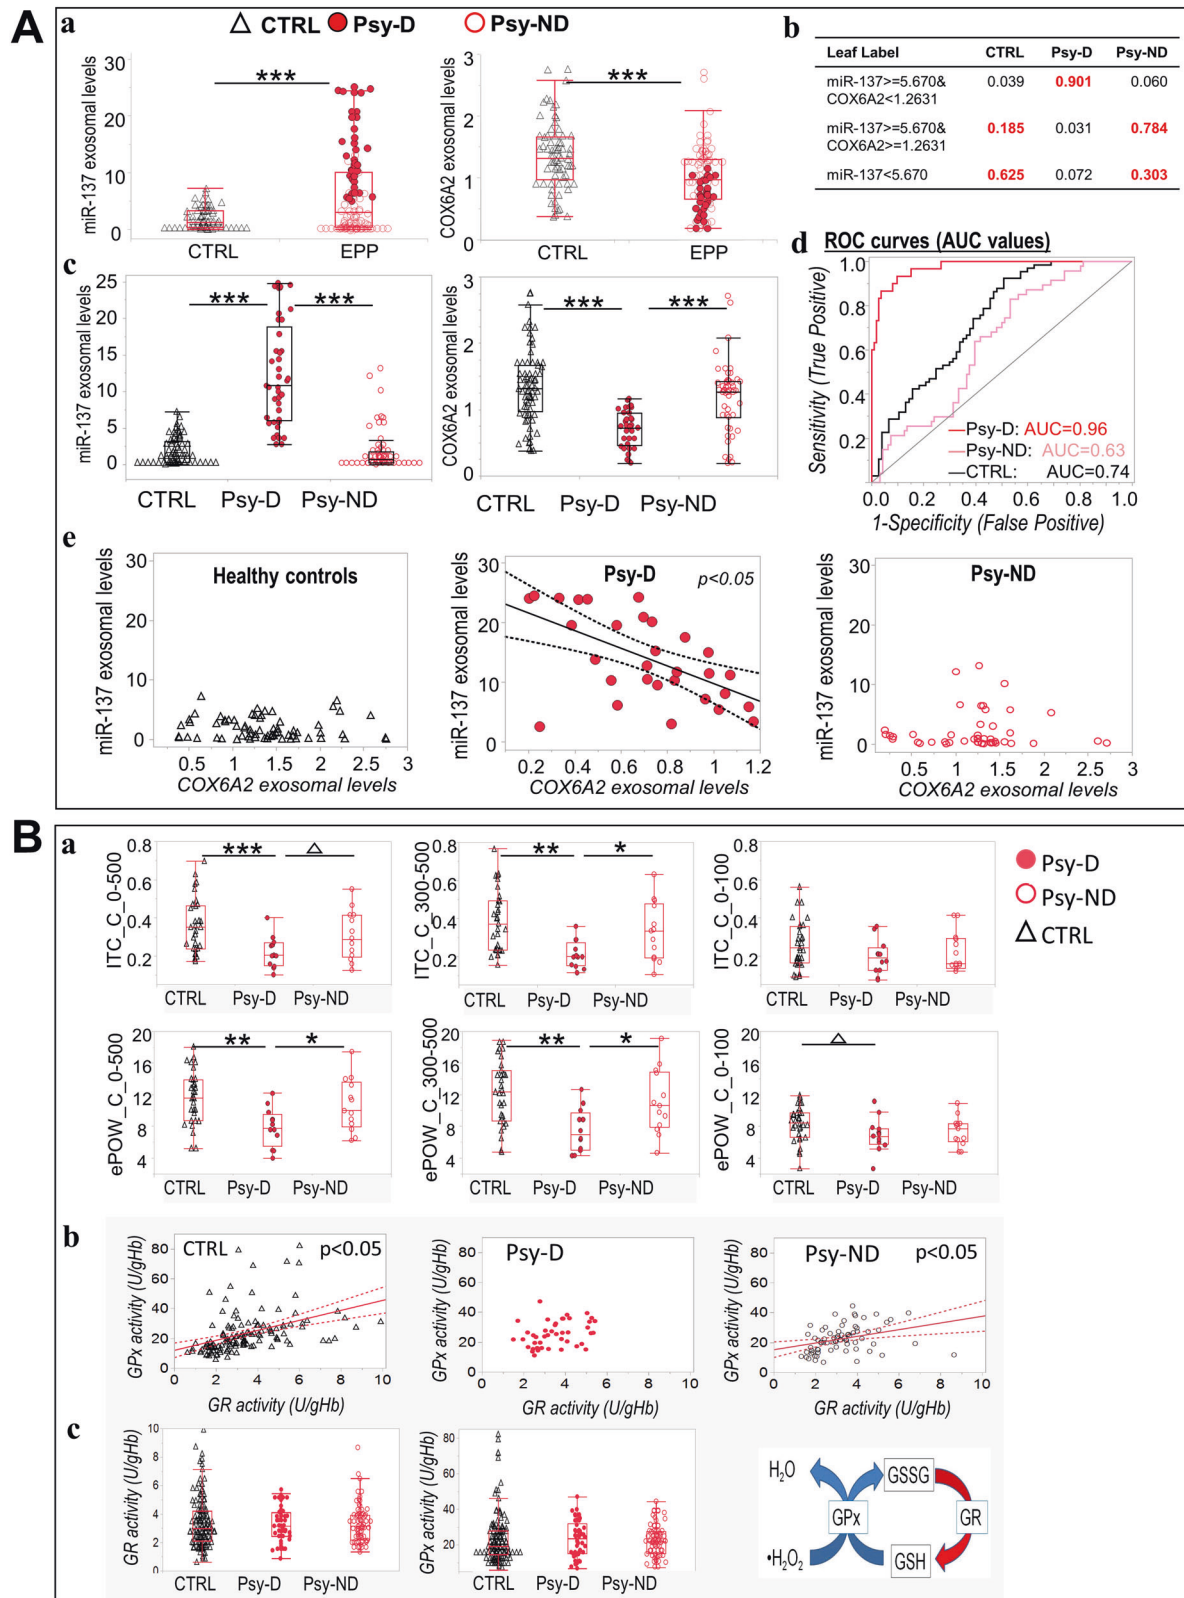 A
a
△ CTRL ● Psy-D ○ Psy-ND
miR-137 exosomal levels
30
20
10
0
***
CTRL EPP
COX6A2 exosomal levels
3
2
1
0
***
CTRL EPP
b
Leaf Label CTRL Psy-D Psy-ND
miR-137>=5.670& 0.039 0.901 0.060
COX6A2<1.2631
miR-137>=5.670& 0.185 0.031 0.784
COX6A2>=1.2631
miR-137<5.670 0.625 0.072 0.303
c
miR-137 exosomal levels
25
20
15
10
5
0
*** ***
CTRL Psy-D Psy-ND
COX6A2 exosomal levels
3
2
1
0
*** ***
CTRL Psy-D Psy-ND
d
ROC curves (AUC values)
Sensitivity (True Positive)
1.0
0.8
0.6
0.4
0.2
Psy-D: AUC=0.96
Psy-ND: AUC=0.63
CTRL: AUC=0.74
0.0 0.2 0.4 0.6 0.8 1.0
1-Specificity (False Positive)
e
miR-137 exosomal levels
30
20
10
0
Healthy controls
0.5 1 1.5 2 2.5 3
COX6A2 exosomal levels
miR-137 exosomal levels
30
20
10
0
Psy-D
p<0.05
0.2 0.4 0.6 0.8 1.0 1.2
COX6A2 exosomal levels
miR-137 exosomal levels
30
20
10
0
Psy-ND
0.5 1 1.5 2 2.5 3
COX6A2 exosomal levels
B
a
ITC_C_0-500
0.8
0.6
0.4
0.2
*** △
CTRL Psy-D Psy-ND
ITC_C_300-500
0.8
0.6
0.4
0.2
** *
CTRL Psy-D Psy-ND
ITC_C_0-100
0.8
0.6
0.4
0.2
CTRL Psy-D Psy-ND
● Psy-D
○ Psy-ND
△ CTRL
ePOW_C_0-500
20
16
12
8
4
** *
CTRL Psy-D Psy-ND
ePOW_C_300-500
20
16
12
8
4
** *
CTRL Psy-D Psy-ND
ePOW_C_0-100
20
16
12
8
4
△
CTRL Psy-D Psy-ND
b
GPx activity (U/gHb)
80
60
40
20
0
CTRL p<0.05
0 2 4 6 8 10
GR activity (U/gHb)
GPx activity (U/gHb)
80
60
40
20
0
Psy-D
0 2 4 6 8 10
GR activity (U/gHb)
GPx activity (U/gHb)
80
60
40
20
0
Psy-ND p<0.05
0 2 4 6 8 10
GR activity (U/gHb)
c
GR activity (U/gHb)
10
8
6
4
2
0
CTRL Psy-D Psy-ND
GPx activity (U/gHb)
80
60
40
20
CTRL Psy-D Psy-ND
H₂O GSSG
GPx GR
•H₂O₂ GSH